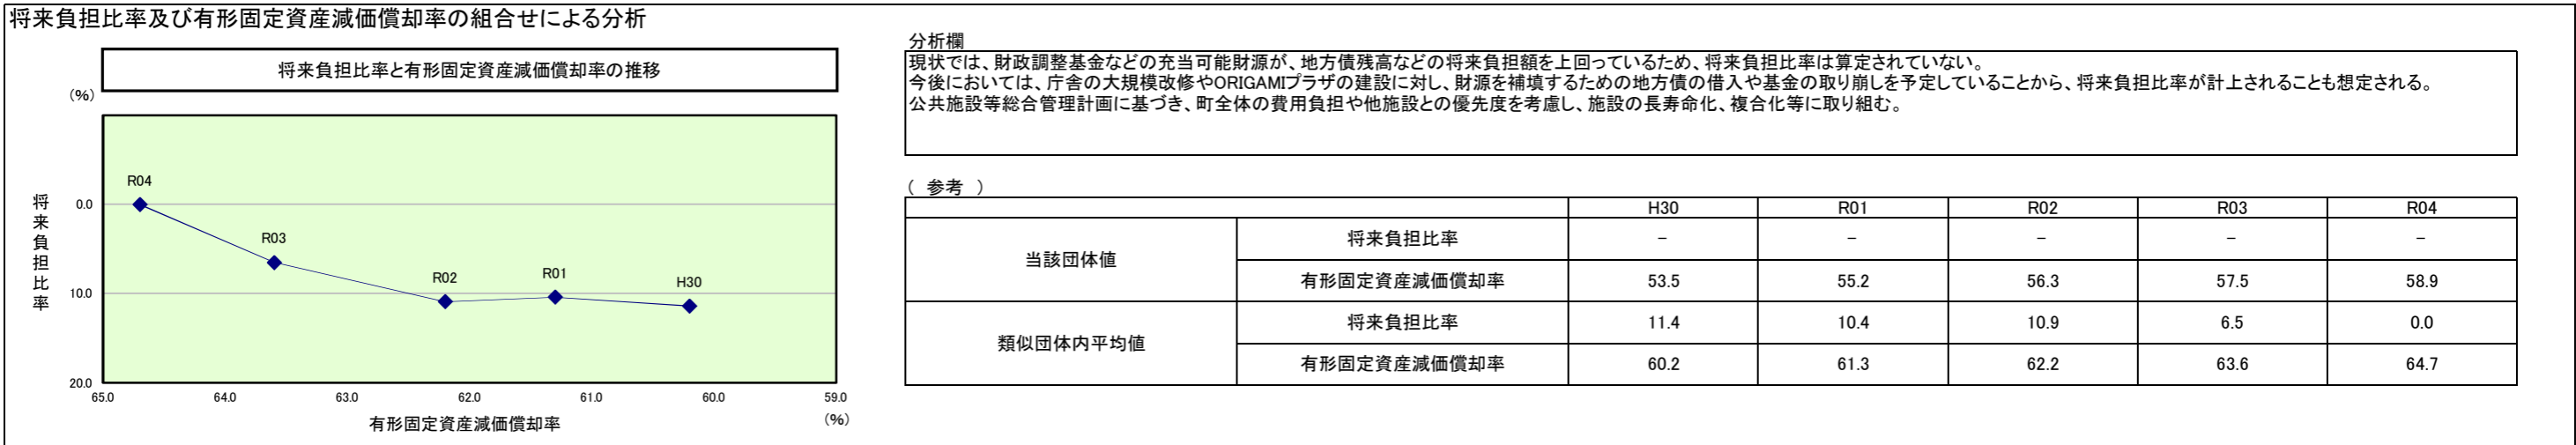 将来負担比率及び有形固定資産減価償却率の組合せによる分析
将来負担比率と有形固定資産減価償却率の推移
(%)
将来負担比率
0.0
10.0
20.0
R04
R03
R02
R01
H30
65.0 64.0 63.0 62.0 61.0 60.0 59.0
有形固定資産減価償却率
(%)
分析欄
現状では、財政調整基金などの充当可能財源が、地方債残高などの将来負担額を上回っているため、将来負担比率は算定されていない。
今後においては、庁舎の大規模改修やORIGAMIプラザの建設に対し、財源を補填するための地方債の借入や基金の取り崩しを予定していることから、将来負担比率が計上されることも想定される。
公共施設等総合管理計画に基づき、町全体の費用負担や他施設との優先度を考慮し、施設の長寿命化、複合化等に取り組む。
( 参考 )
H30 R01 R02 R03 R04
当該団体値
将来負担比率 － － － － －
有形固定資産減価償却率 53.5 55.2 56.3 57.5 58.9
類似団体内平均値
将来負担比率 11.4 10.4 10.9 6.5 0.0
有形固定資産減価償却率 60.2 61.3 62.2 63.6 64.7